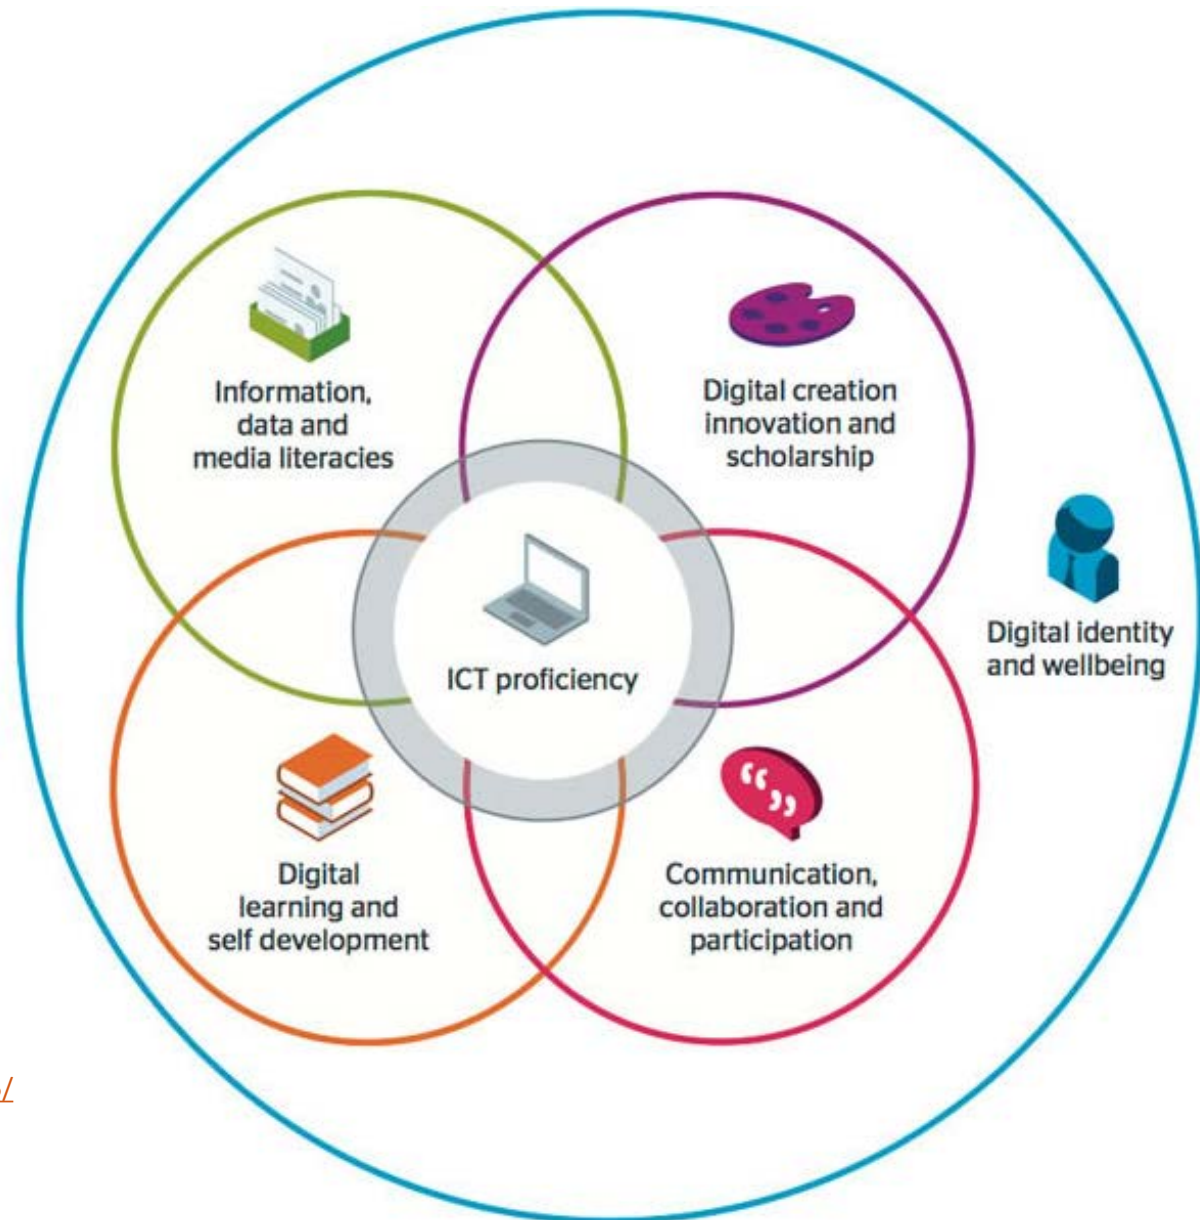 Information,
data and
media literacies
Digital creation
innovation and
scholarship
Digital identity
and wellbeing
ICT proficiency
Digital
learning and
self development
Communication,
collaboration and
participation
/